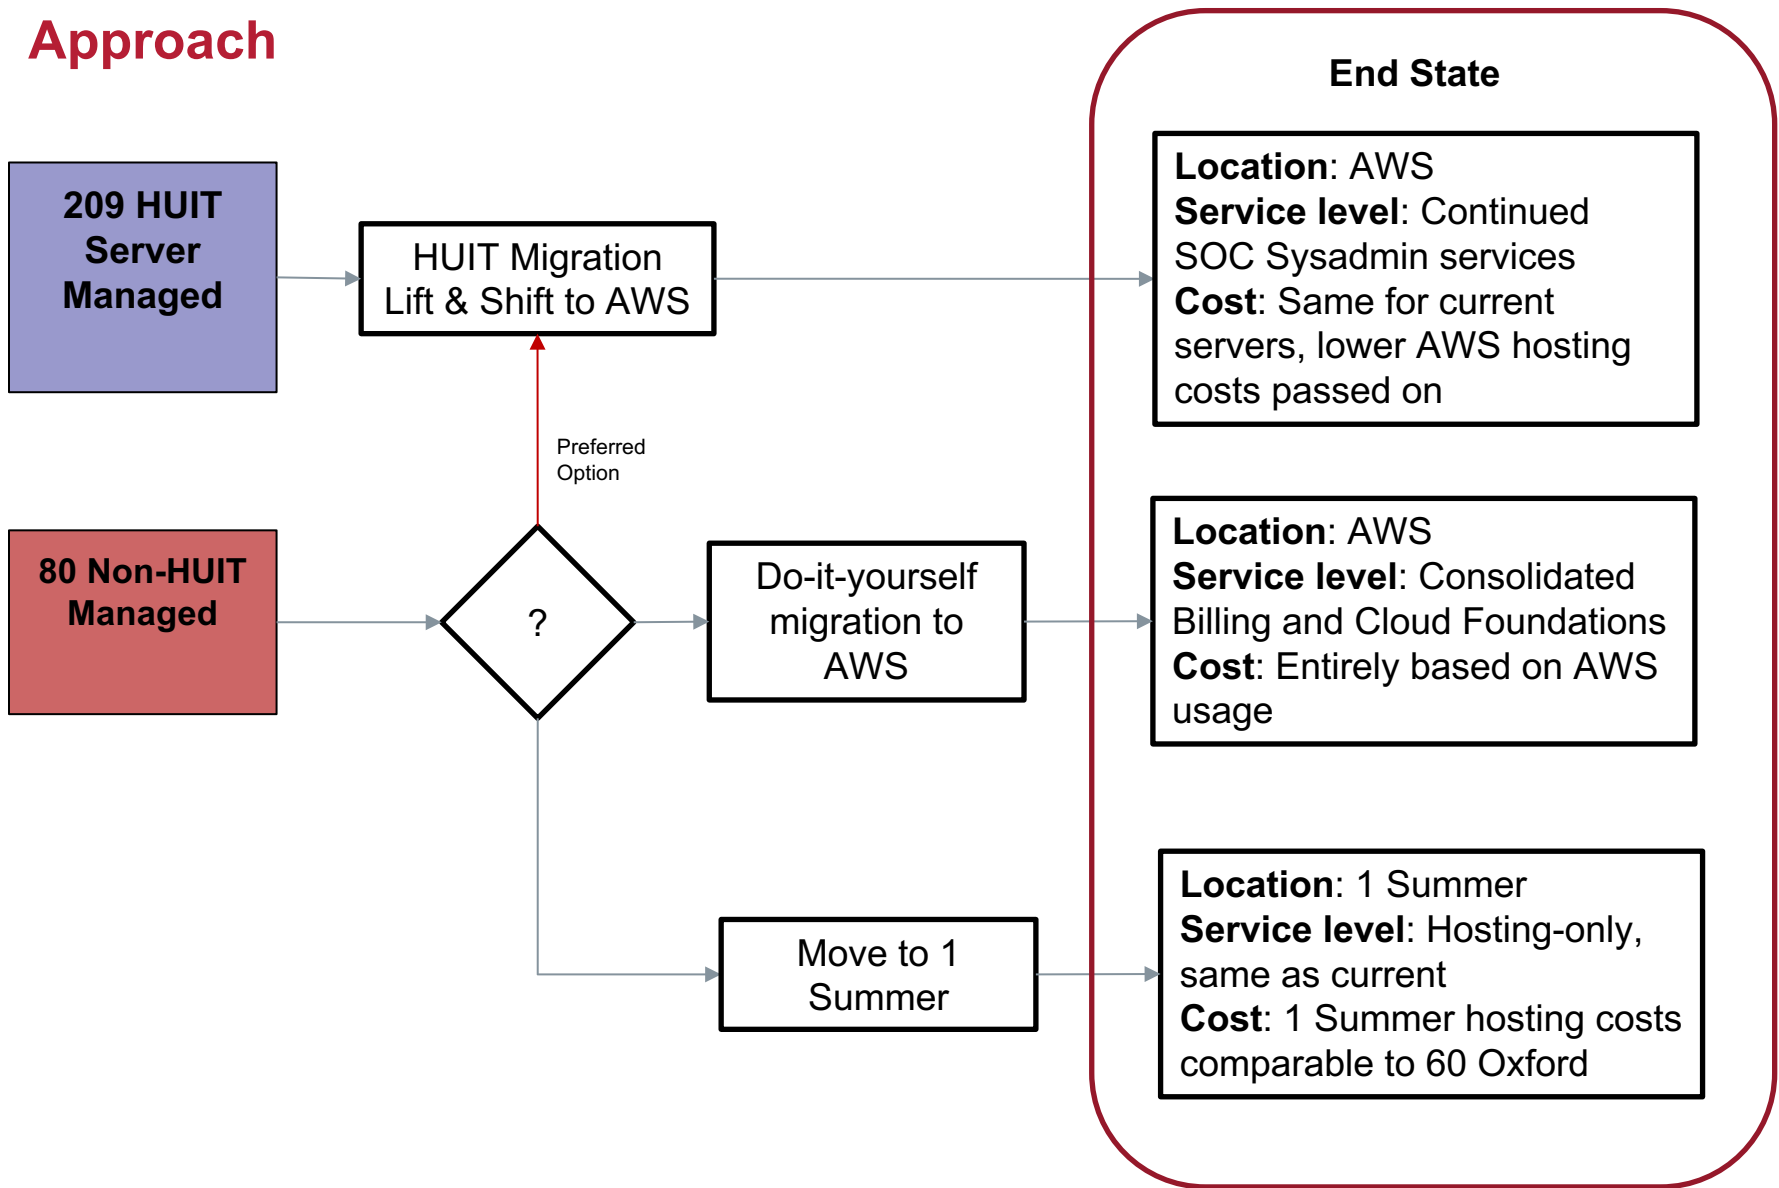 Approach
End State
209 HUIT
Server
Managed
HUIT Migration
Lift & Shift to AWS
Location: AWS
Service level: Continued
SOC Sysadmin services
Cost: Same for current
servers, lower AWS hosting
costs passed on
Preferred
Option
80 Non-HUIT
Managed
?
Do-it-yourself
migration to
AWS
Location: AWS
Service level: Consolidated
Billing and Cloud Foundations
Cost: Entirely based on AWS
usage
Move to 1
Summer
Location: 1 Summer
Service level: Hosting-only,
same as current
Cost: 1 Summer hosting costs
comparable to 60 Oxford